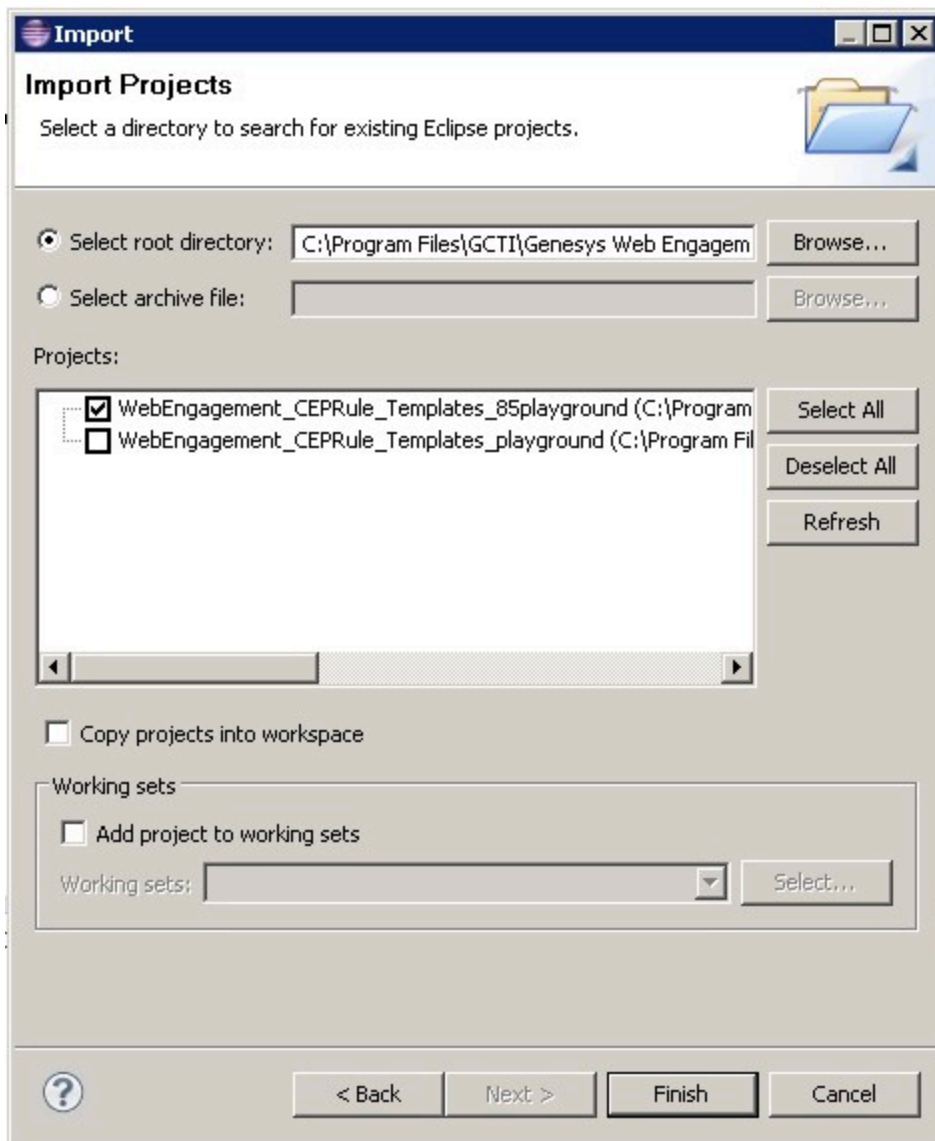 Import
Import Projects
Select a directory to search for existing Eclipse projects.
Select root directory: C:\Program Files\GCTI\Genesys Web Engagem Browse...
Select archive file: Browse...
Projects:
WebEngagement_CEPRule_Templates_85playground (C:\Program Select All
WebEngagement_CEPRule_Templates_playground (C:\Program Fil
Deselect All
Refresh
Copy projects into workspace
Working sets
Add project to working sets
Working sets: Select...
? < Back Next > Finish Cancel